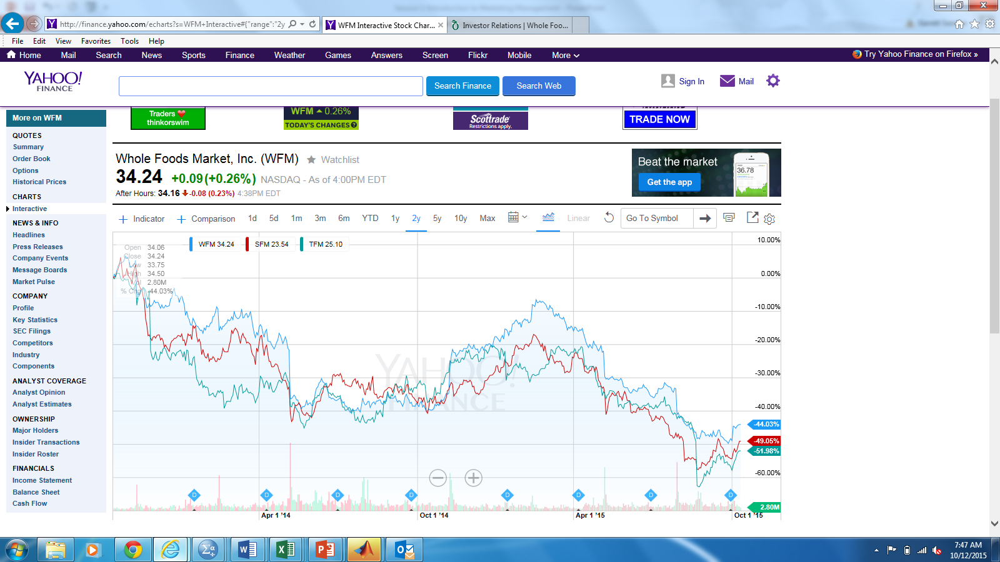 http://finance.yahoo.com/echarts?s=WFM+Interactive#{"range":"2y
WFM Interactive Stock Char...
Investor Relations | Whole Foo...
File Edit View Favorites Tools Help
Home Mail Search News Sports Finance Weather Games Answers Screen Flickr Mobile More
Try Yahoo Finance on Firefox »
YAHOO!
FINANCE
Search Finance
Search Web
Sign In
Mail
More on WFM
QUOTES
Summary
Order Book
Options
Historical Prices
CHARTS
Interactive
NEWS & INFO
Headlines
Press Releases
Company Events
Message Boards
Market Pulse
COMPANY
Profile
Key Statistics
SEC Filings
Competitors
Industry
Components
ANALYST COVERAGE
Analyst Opinion
Analyst Estimates
OWNERSHIP
Major Holders
Insider Transactions
Insider Roster
FINANCIALS
Income Statement
Balance Sheet
Cash Flow
Traders
thinkorswim
WFM 0.26%
TODAY'S CHANGES ?
Scottrade
Restrictions apply.
TRADE NOW
Whole Foods Market, Inc. (WFM) Watchlist
34.24 +0.09(+0.26%) NASDAQ - As of 4:00PM EDT
After Hours: 34.16 -0.08 (0.23%) 4:38PM EDT
Beat the market
Get the app
36.78
Indicator Comparison 1d 5d 1m 3m 6m YTD 1y 2y 5y 10y Max Linear Go To Symbol
WFM 34.24 SFM 23.54 TFM 25.10
Open 34.06
Close 34.24
Low 33.75
High 34.50
Vol 2.80M
% Chg -44.03%
10.00%
0.00%
-10.00%
-20.00%
-30.00%
-40.00%
-44.03%
-49.05%
-51.98%
-60.00%
2.80M
YAHOO!
FINANCE
D D D D D D D D
Apr 1 '14 Oct 1 '14 Apr 1 '15 Oct 1 '15
7:47 AM
10/12/2015